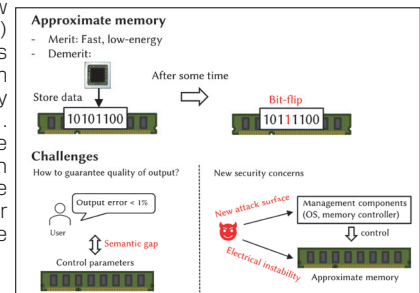 Approximate memory
- Merit: Fast, low-energy
- Demerit:
After some time
Store data
Bit-flip
10101100
10111100
Challenges
How to guarantee quality of output?
New security concerns
Output error < 1%
User
Semantic gap
Control parameters
New attack surface
Management components
(OS, memory controller)
control
Electrical instability
Approximate memory